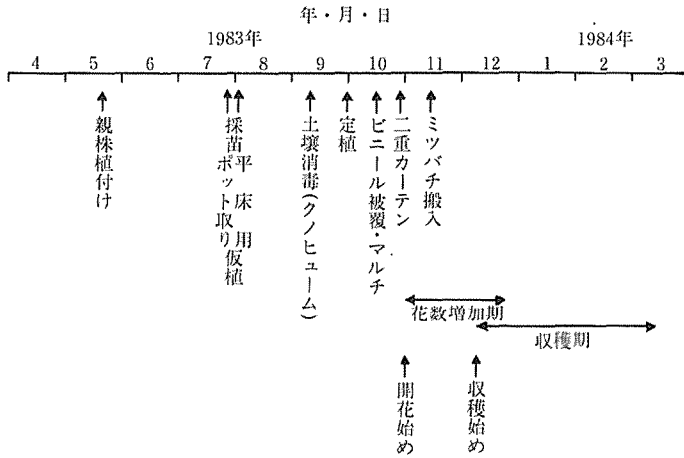 年・月・日
1983年
1984年
4 5 6 7 8 9 10 11 12 1 2 3
親株植付け
ポット取り
採苗平床用仮植
土壌消毒(クノヒューム)
定植
ビニール被覆・マルチ
二重カーテン
ミツバチ搬入
花数増加期
収穫期
開花始め
収穫始め